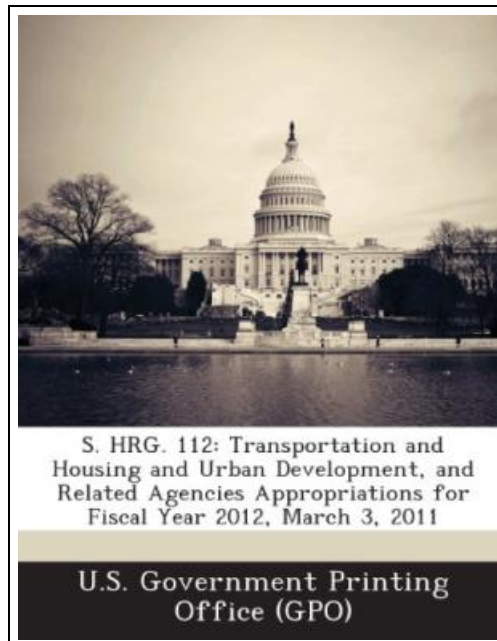 S. HRG. 112: Transportation and
Housing and Urban Development, and
Related Agencies Appropriations for
Fiscal Year 2012, March 3, 2011
U.S. Government Printing
Office (GPO)